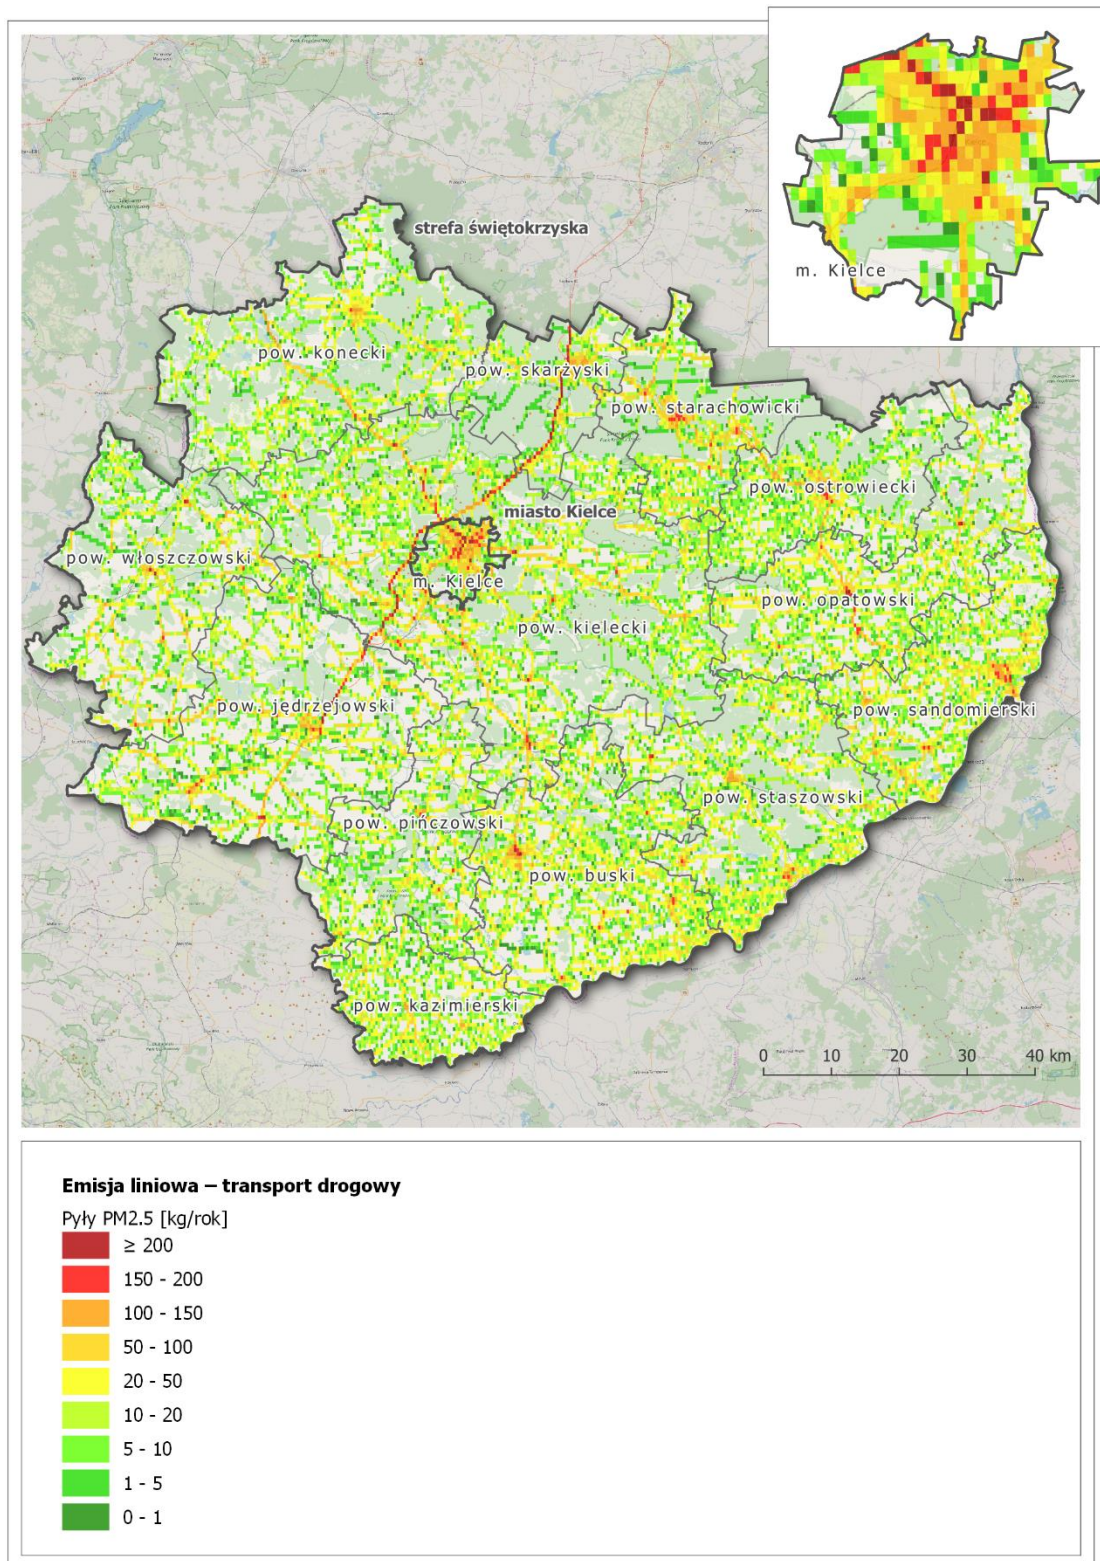 m. Kielce
strefa świętokrzyska
pow. konecki
pow. skarżyski
pow. starachowicki
pow. ostrowiecki
miasto Kielce
pow. włoszczowski
m. Kielce
pow. opatowski
pow. kielecki
pow. jędrzejowski
pow. sandomierski
pow. staszowski
pow. pińczowski
pow. buski
pow. kazimierski
0 10 20 30 40 km
Emisja liniowa – transport drogowy
Pyły PM2.5 [kg/rok]
≥ 200
150 - 200
100 - 150
50 - 100
20 - 50
10 - 20
5 - 10
1 - 5
0 - 1